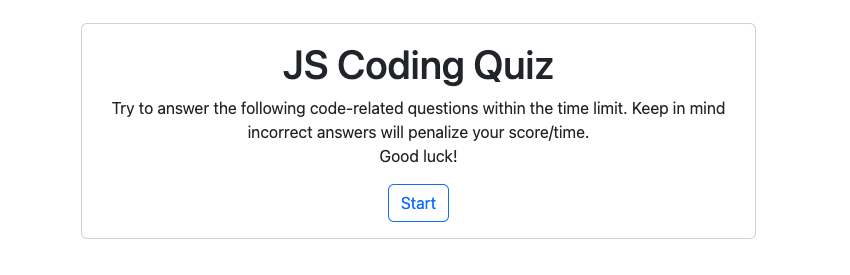 JS Coding Quiz
Try to answer the following code-related questions within the time limit. Keep in mind
incorrect answers will penalize your score/time.
Good luck!
Start